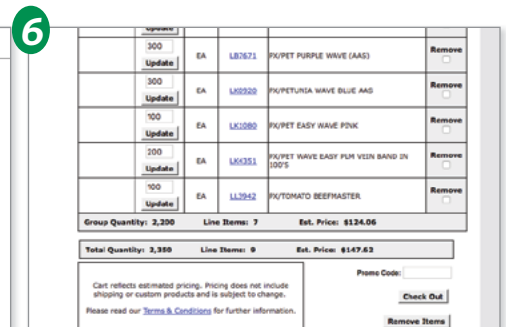 6
Update
300
Update
EA
LB7671
PX/PET PURPLE WAVE (AAS)
Remove
300
Update
EA
LK0920
PX/PETUNIA WAVE BLUE AAS
Remove
100
Update
EA
LK1080
PX/PET EASY WAVE PINK
Remove
200
Update
EA
LK4351
PX/PET WAVE EASY PLM VEIN BAND IN
100'S
Remove
100
Update
EA
LL3942
PX/TOMATO BEEFMASTER
Remove
Group Quantity: 2,200 Line Items: 7 Est. Price: $124.06
Total Quantity: 2,350 Line Items: 9 Est. Price: $147.62
Promo Code:
Cart reflects estimated pricing. Pricing does not include
shipping or custom products and is subject to change.
Please read our Terms & Conditions for further information.
Check Out
Remove Items